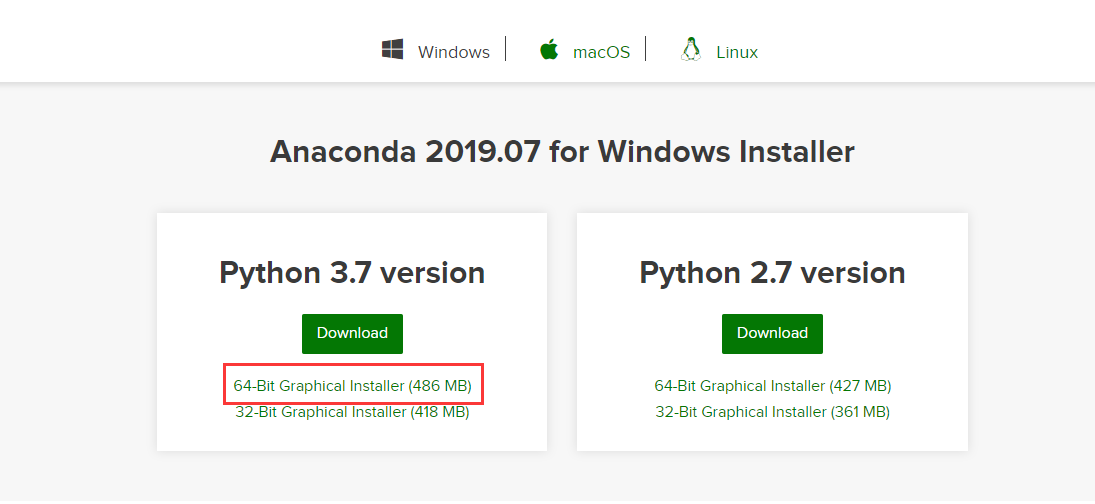 Windows macOS Linux
Anaconda 2019.07 for Windows Installer
Python 3.7 version
Download
64-Bit Graphical Installer (486 MB)
32-Bit Graphical Installer (418 MB)
Python 2.7 version
Download
64-Bit Graphical Installer (427 MB)
32-Bit Graphical Installer (361 MB)